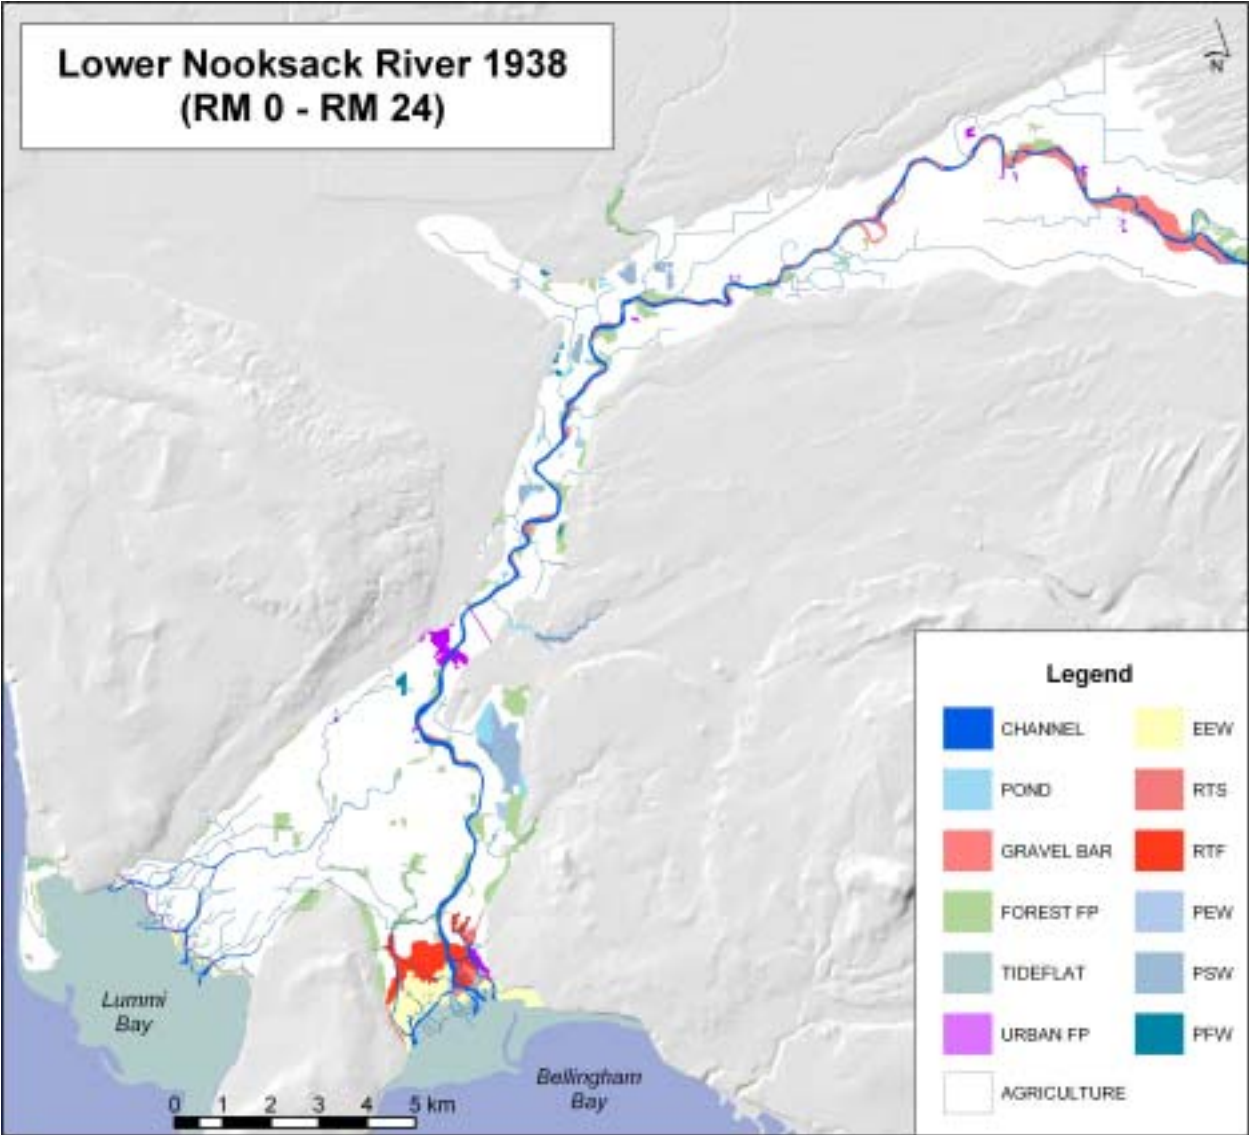 Lower Nooksack River 1938
(RM 0 - RM 24)
N
Legend
CHANNEL
EEW
POND
RTS
GRAVEL BAR
RTF
FOREST FP
PEW
TIDEFLAT
PSW
URBAN FP
PFW
AGRICULTURE
Lummi
Bay
Bellingham
Bay
0 1 2 3 4 5 km